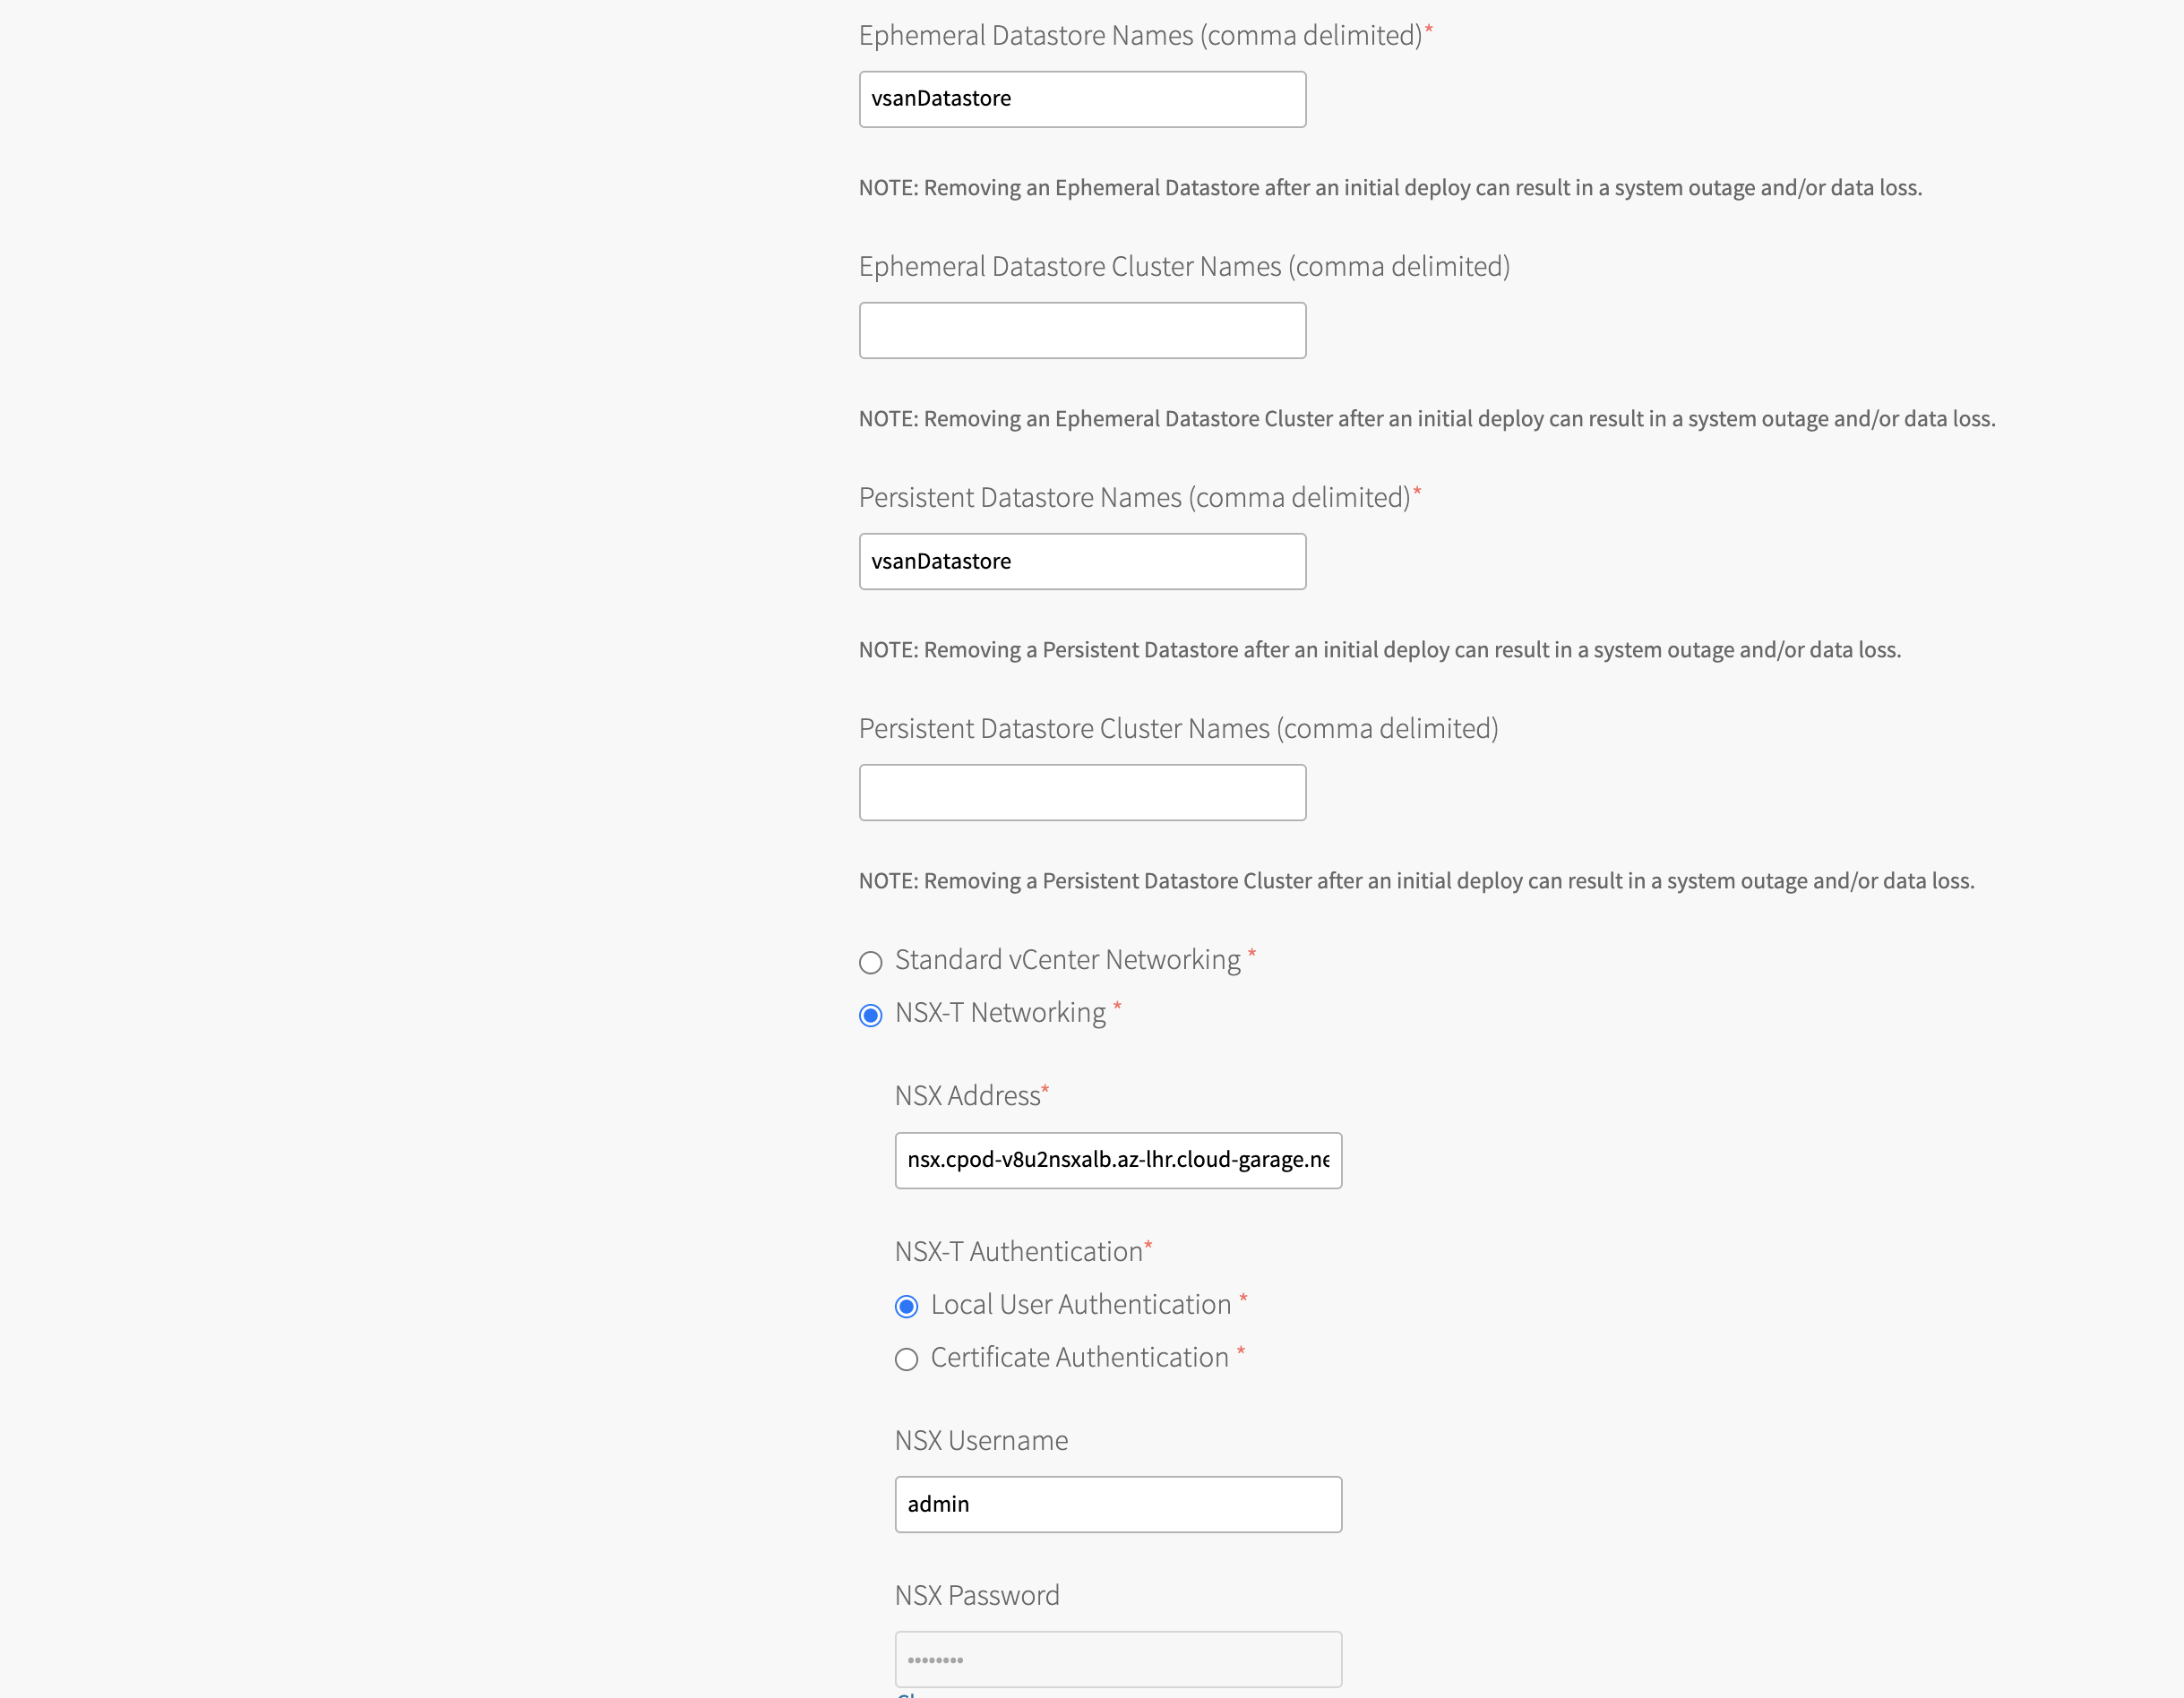 Ephemeral Datastore Names (comma delimited)*
vsanDatastore
NOTE: Removing an Ephemeral Datastore after an initial deploy can result in a system outage and/or data loss.
Ephemeral Datastore Cluster Names (comma delimited)
NOTE: Removing an Ephemeral Datastore Cluster after an initial deploy can result in a system outage and/or data loss.
Persistent Datastore Names (comma delimited)*
vsanDatastore
NOTE: Removing a Persistent Datastore after an initial deploy can result in a system outage and/or data loss.
Persistent Datastore Cluster Names (comma delimited)
NOTE: Removing a Persistent Datastore Cluster after an initial deploy can result in a system outage and/or data loss.
Standard vCenter Networking *
NSX-T Networking *
NSX Address*
nsx.cpod-v8u2nsxalb.az-lhr.cloud-garage.ne
NSX-T Authentication*
Local User Authentication *
Certificate Authentication *
NSX Username
admin
NSX Password
••••••••